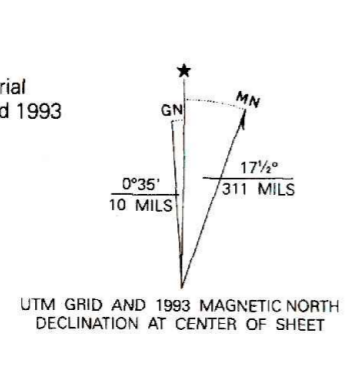 rial
d 1993
★
GN
MN
0°35'
10 MILS
17½°
311 MILS
UTM GRID AND 1993 MAGNETIC NORTH
DECLINATION AT CENTER OF SHEET